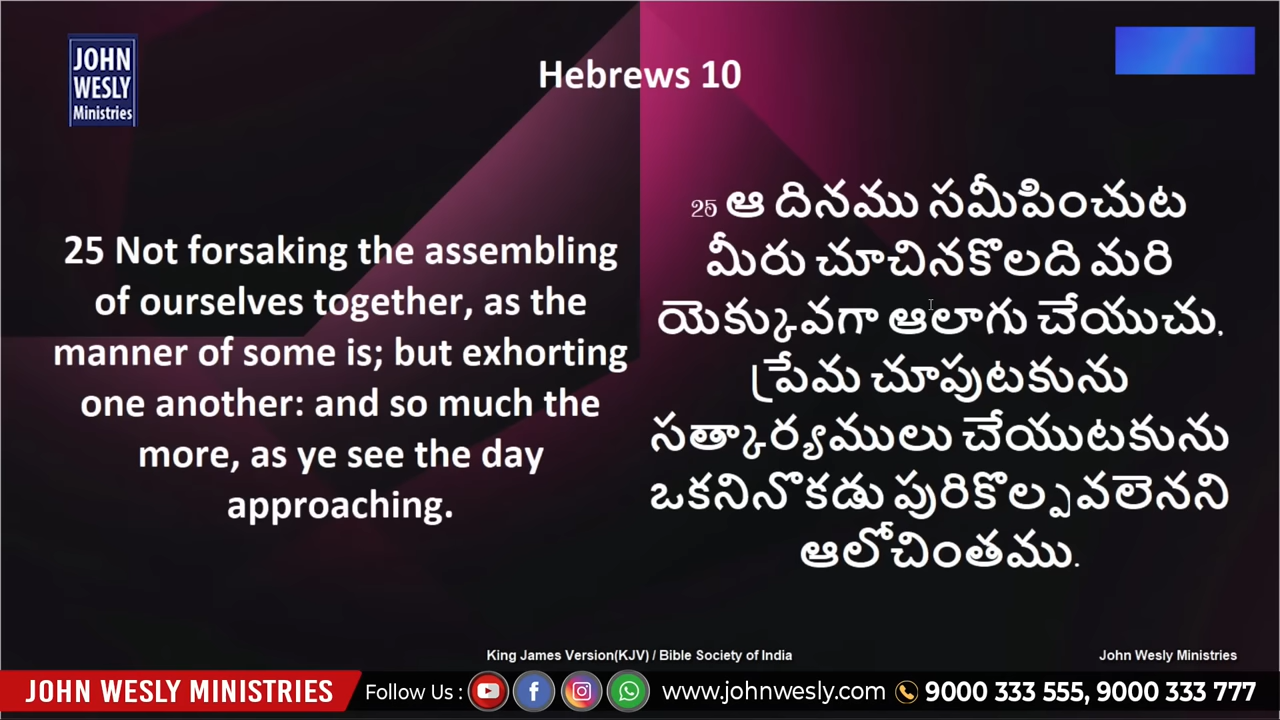 JOHN
WESLY
Ministries
Hebrews 10
25 Not forsaking the assembling
of ourselves together, as the
manner of some is; but exhorting
one another: and so much the
more, as ye see the day
approaching.
25 ఆ దినము సమీపించుట
మీరు చూచినకొలది మరి
యెక్కువగా ఆలాగు చేయుచు,
ప్రేమ చూపుటకును
సత్కార్యములు చేయుటకును
ఒకనినొకడు పురికొల్పవలెనని
ఆలోచింతము.
King James Version(KJV) / Bible Society of India
John Wesly Ministries
JOHN WESLY MINISTRIES
Follow Us :
www.johnwesly.com
9000 333 555, 9000 333 777